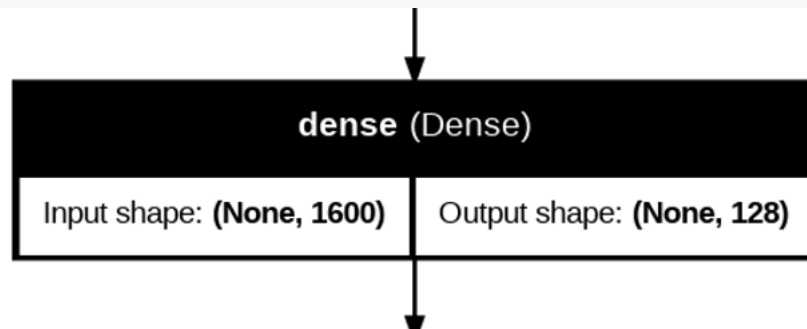 dense (Dense)
Input shape: (None, 1600) Output shape: (None, 128)